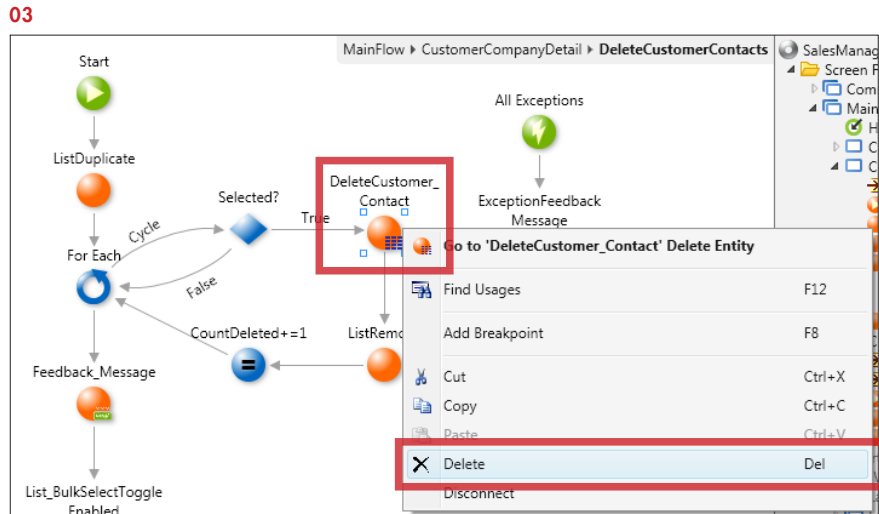 03
MainFlow ▸ CustomerCompanyDetail ▸ DeleteCustomerContacts
SalesManag
Screen F
Com
Main
H
C
C
Start
All Exceptions
ListDuplicate
DeleteCustomer_
Contact
Selected?
True
ExceptionFeedback
Message
Cycle
For Each
False
Go to 'DeleteCustomer_Contact' Delete Entity
Find Usages F12
CountDeleted+=1
ListRemo
Add Breakpoint F8
Feedback_Message
Cut Ctrl+X
Copy Ctrl+C
Paste Ctrl+V
Delete Del
Disconnect
List_BulkSelectToggle
Enabled